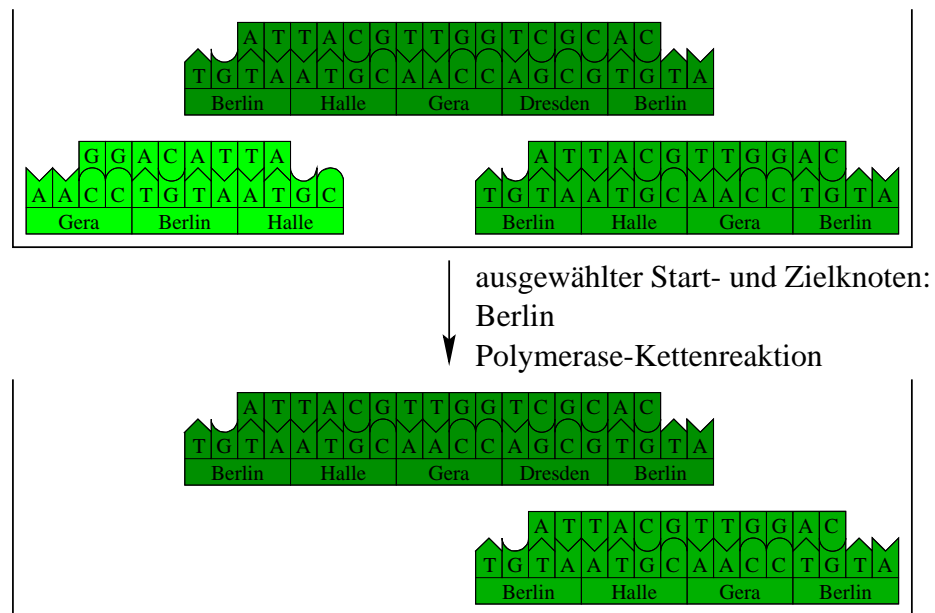 A T T A C G T T G G T C G C A C
T G T A A T G C A A C C A G C G T G T A
Berlin Halle Gera Dresden Berlin
G G A C A T T A
A A C C T G T A A T G C
Gera Berlin Halle
A T T A C G T T G G A C
T G T A A T G C A A C C T G T A
Berlin Halle Gera Berlin
ausgewählter Start- und Zielknoten:
Berlin
Polymerase-Kettenreaktion
A T T A C G T T G G T C G C A C
T G T A A T G C A A C C A G C G T G T A
Berlin Halle Gera Dresden Berlin
A T T A C G T T G G A C
T G T A A T G C A A C C T G T A
Berlin Halle Gera Berlin